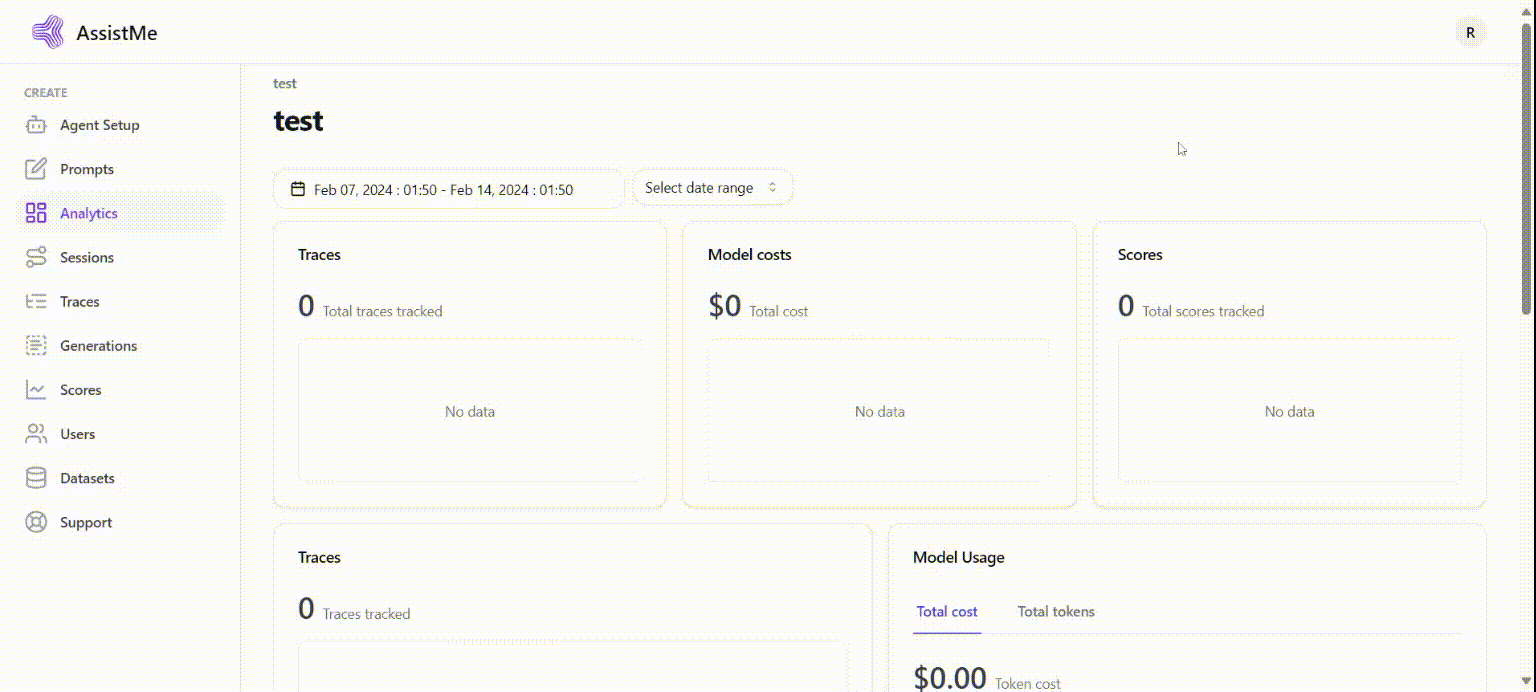 AssistMe
R
CREATE
Agent Setup
Prompts
Analytics
Sessions
Traces
Generations
Scores
Users
Datasets
Support
test
test
Feb 07, 2024 : 01:50 - Feb 14, 2024 : 01:50
Select date range
Traces
0 Total traces tracked
No data
Model costs
$0 Total cost
No data
Scores
0 Total scores tracked
No data
Traces
0 Traces tracked
Model Usage
Total cost
Total tokens
$0.00 Token cost